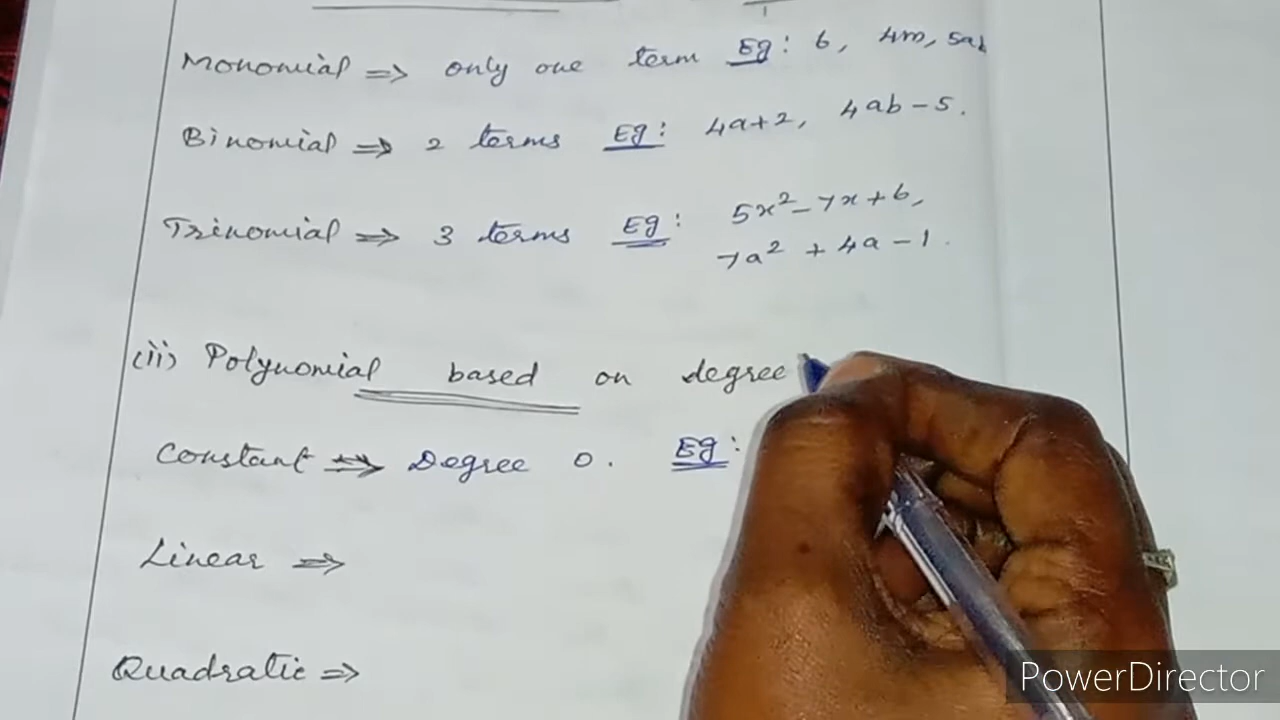 Monomial => only one term Eg: 6, 4m, 5ab
Binomial => 2 terms Eg: 4a+2, 4ab-5.
Trinomial => 3 terms Eg: 5x²-7x+6,
7a² + 4a - 1.
(ii) Polynomial based on degree
Constant => Degree 0. Eg:
Linear =>
Quadratic =>
PowerDirector